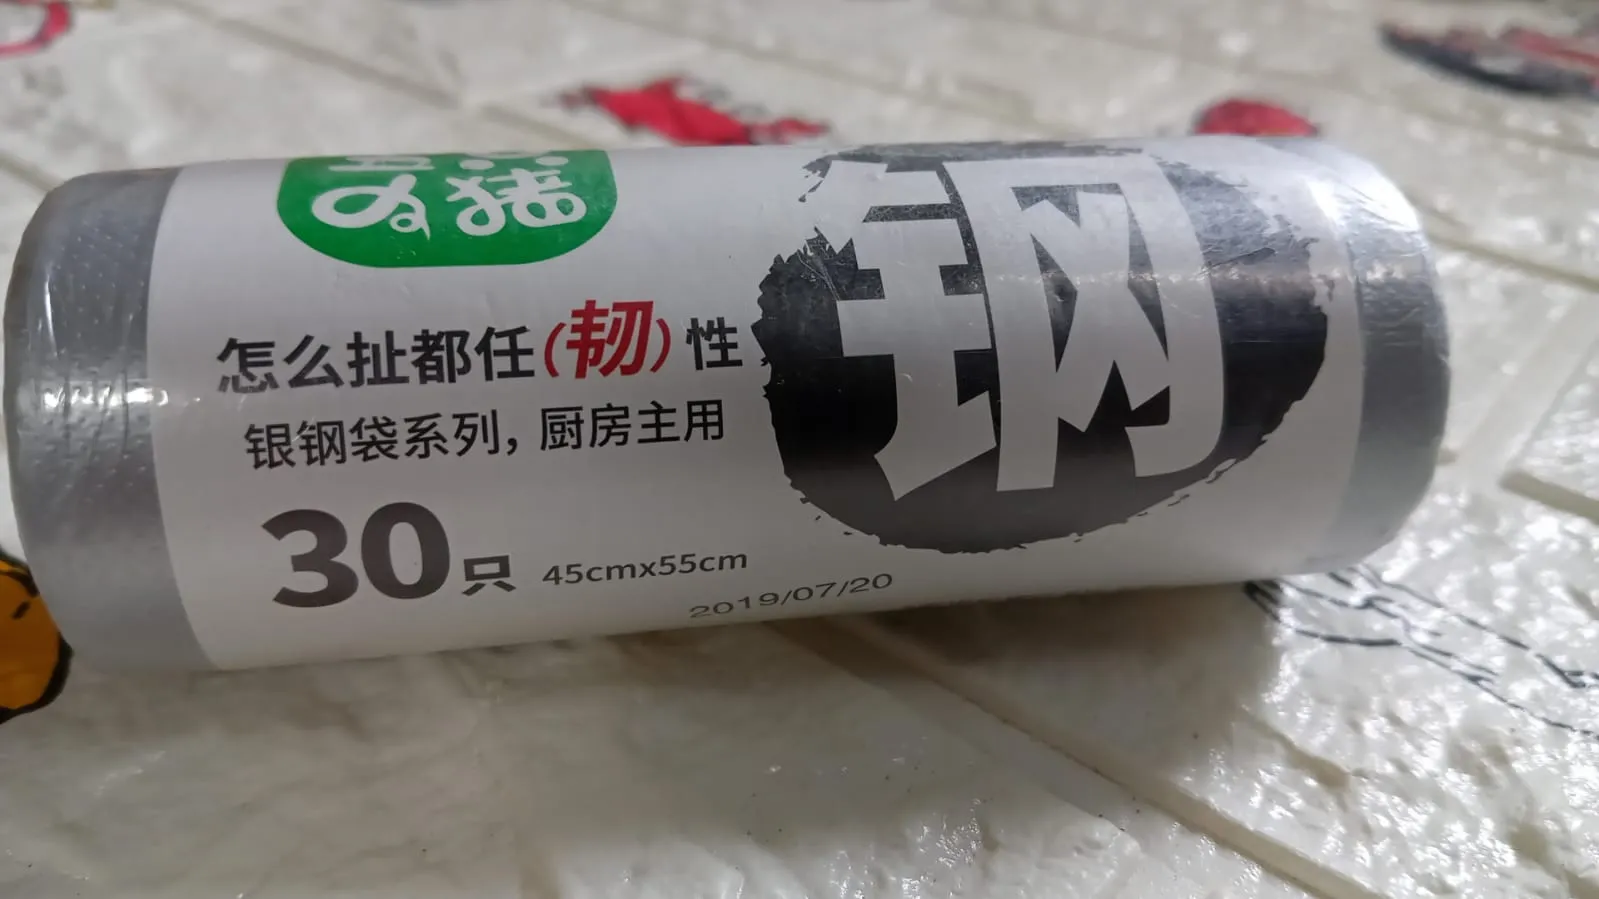 猪
钢
怎么扯都任(韧)性
银钢袋系列，厨房主用
30只 45cmx55cm
2019/07/20